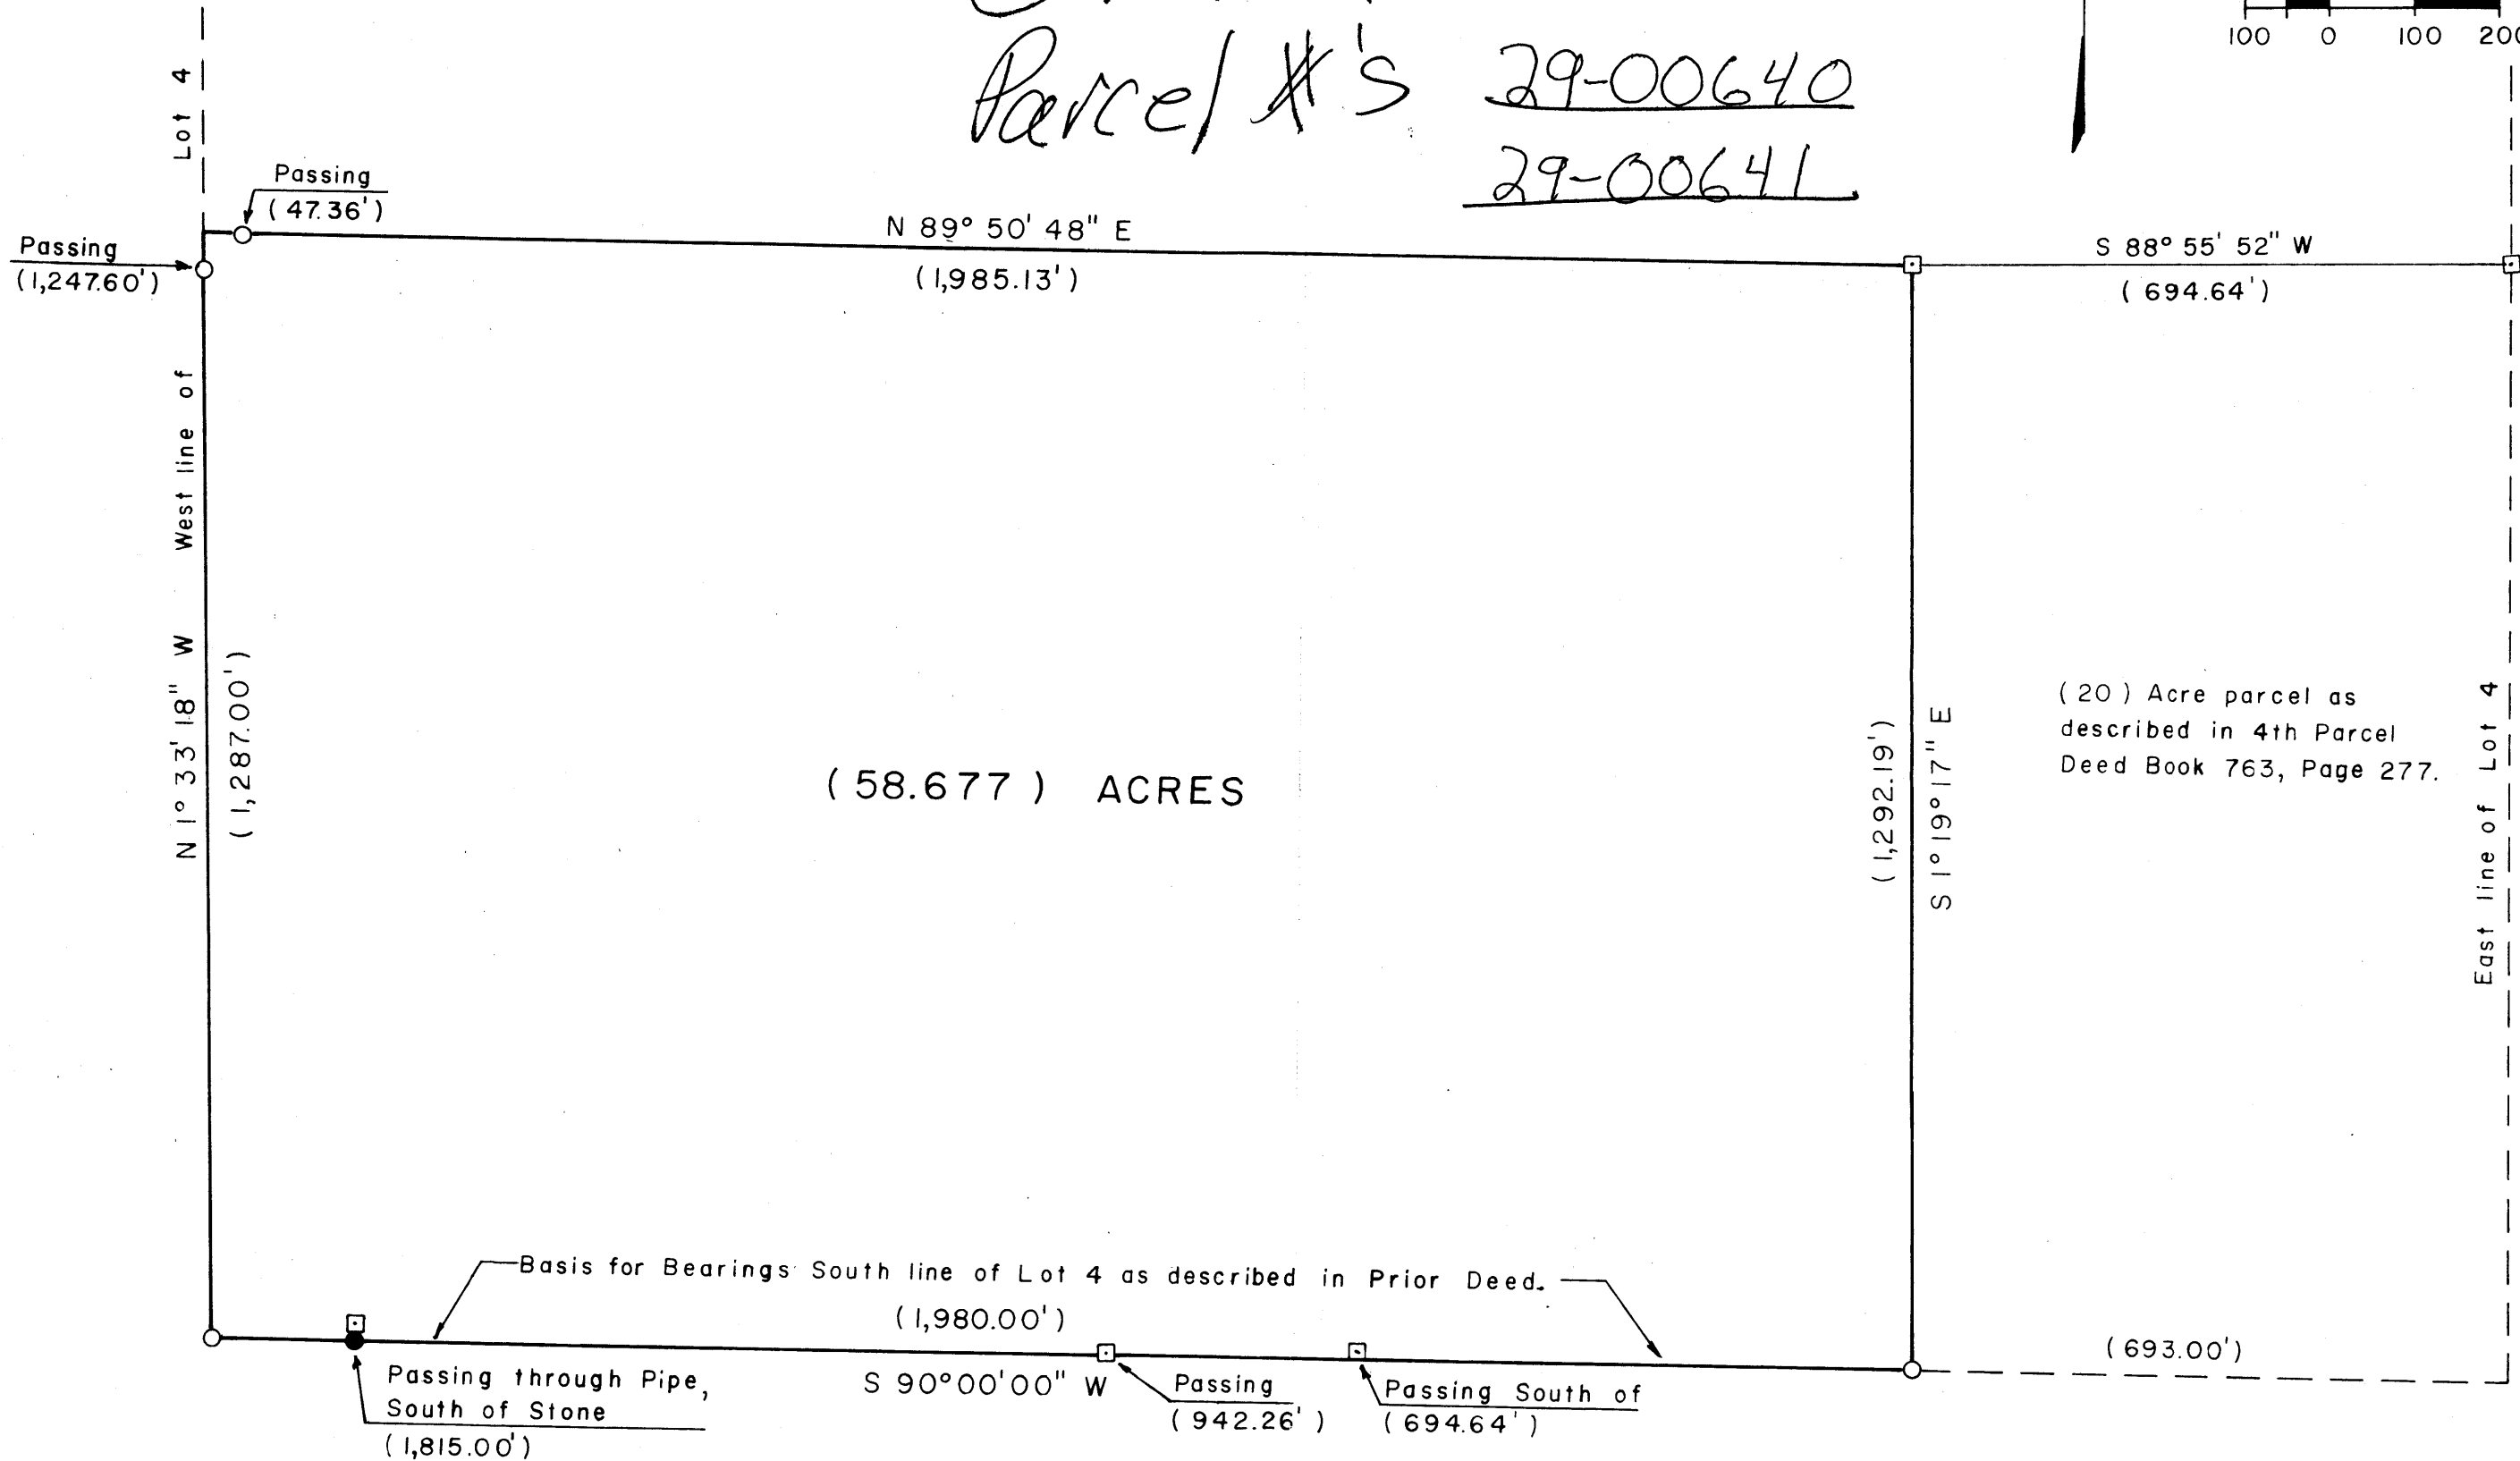 Parcel #'s 29-00640
29-00641
100 0 100 200
Lot 4
Passing
(47.36')
Passing
(1,247.60')
N 89° 50' 48" E
(1,985.13')
S 88° 55' 52" W
(694.64')
West line of
N 1° 33' 18" W
(1,287.00')
(58.677) ACRES
(1,292.19')
S 1° 19' 17" E
(20) Acre parcel as
described in 4th Parcel
Deed Book 763, Page 277.
East line of Lot 4
Basis for Bearings South line of Lot 4 as described in Prior Deed.
(1,980.00')
S 90° 00' 00" W
Passing through Pipe,
South of Stone
(1,815.00')
Passing
(942.26')
Passing South of
(694.64')
(693.00')